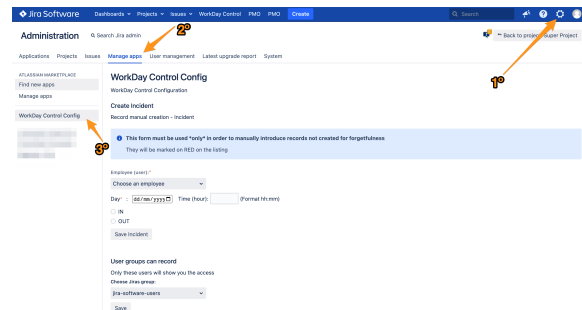 Jira Software Dashboards Projects Issues WorkDay Control PMO PMO Create Search
Administration Search Jira admin Back to project: Super Project
Applications Projects Issues Manage apps User management Latest upgrade report System
1º
2º
3º
ATLASSIAN MARKETPLACE
Find new apps
Manage apps
WorkDay Control Config
WorkDay Control Config
WorkDay Control Configuration
Create Incident
Record manual creation - Incident
This form must be used *only* in order to manually introduce records not created for forgetfulness
They will be marked on RED on the listing
Employee (user):*
Choose an employee
Day* : dd/mm/yyyy Time (hour): (Format hh:mm)
IN
OUT
Save Incident
User groups can record
Only these users will show you the access
Choose Jiras group:
jira-software-users
Save